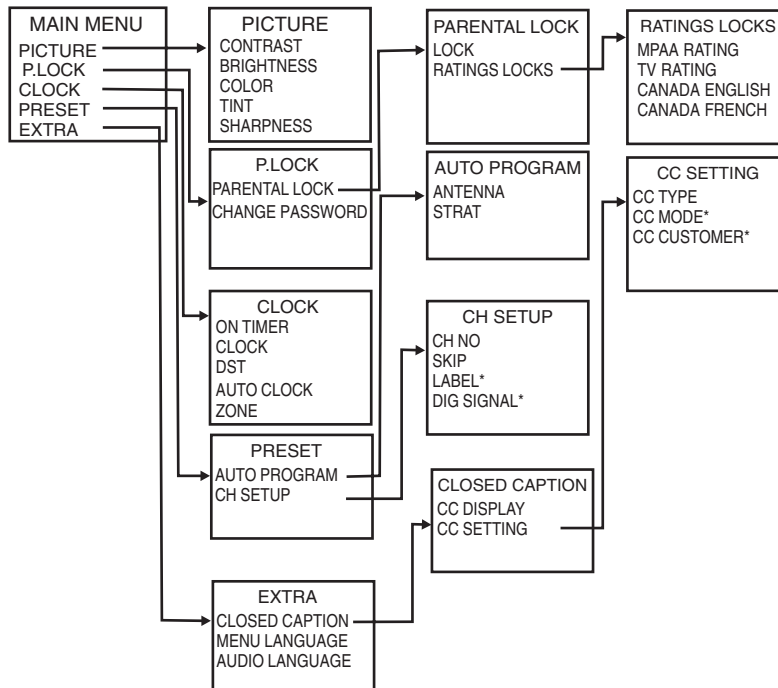 MAIN MENU
PICTURE
P.LOCK
CLOCK
PRESET
EXTRA
PICTURE
CONTRAST
BRIGHTNESS
COLOR
TINT
SHARPNESS
PARENTAL LOCK
LOCK
RATINGS LOCKS
RATINGS LOCKS
MPAA RATING
TV RATING
CANADA ENGLISH
CANADA FRENCH
P.LOCK
PARENTAL LOCK
CHANGE PASSWORD
AUTO PROGRAM
ANTENNA
STRAT
CC SETTING
CC TYPE
CC MODE*
CC CUSTOMER*
CLOCK
ON TIMER
CLOCK
DST
AUTO CLOCK
ZONE
CH SETUP
CH NO
SKIP
LABEL*
DIG SIGNAL*
PRESET
AUTO PROGRAM
CH SETUP
CLOSED CAPTION
CC DISPLAY
CC SETTING
EXTRA
CLOSED CAPTION
MENU LANGUAGE
AUDIO LANGUAGE